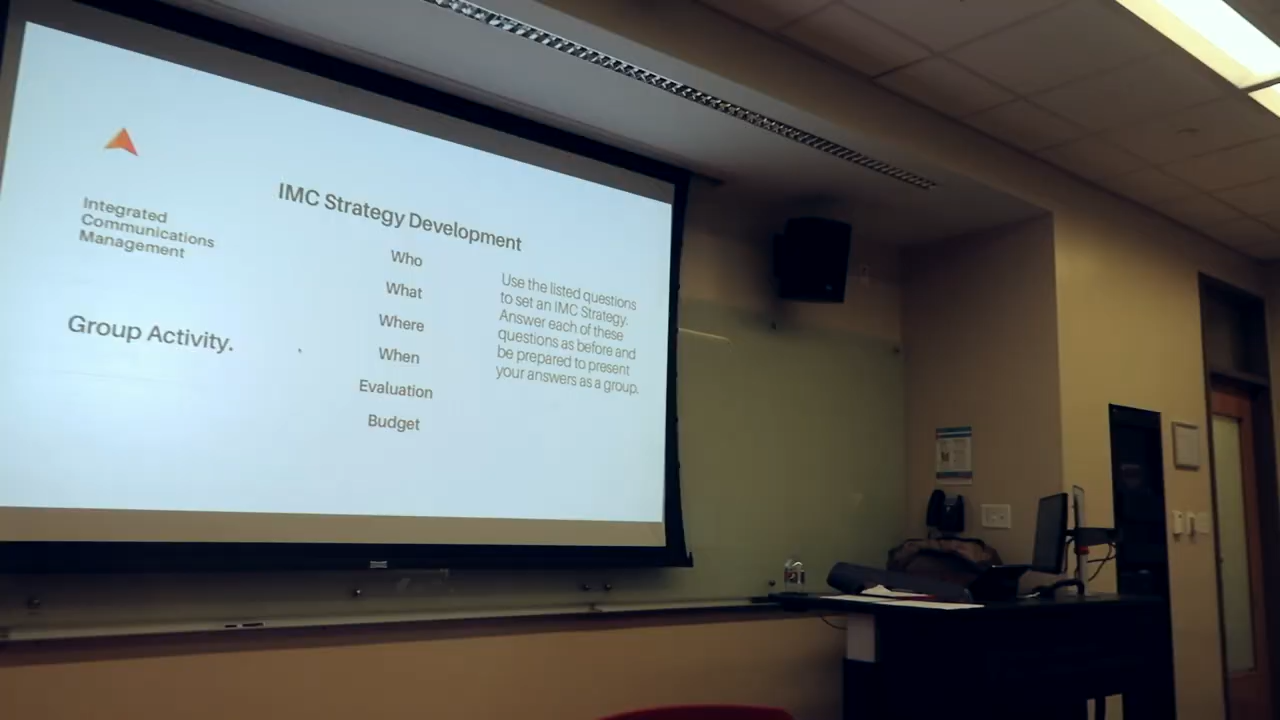 Integrated
Communications
Management
Group Activity.
IMC Strategy Development
Who
What
Where
When
Evaluation
Budget
Use the listed questions
to set an IMC Strategy.
Answer each of these
questions as before and
be prepared to present
your answers as a group.